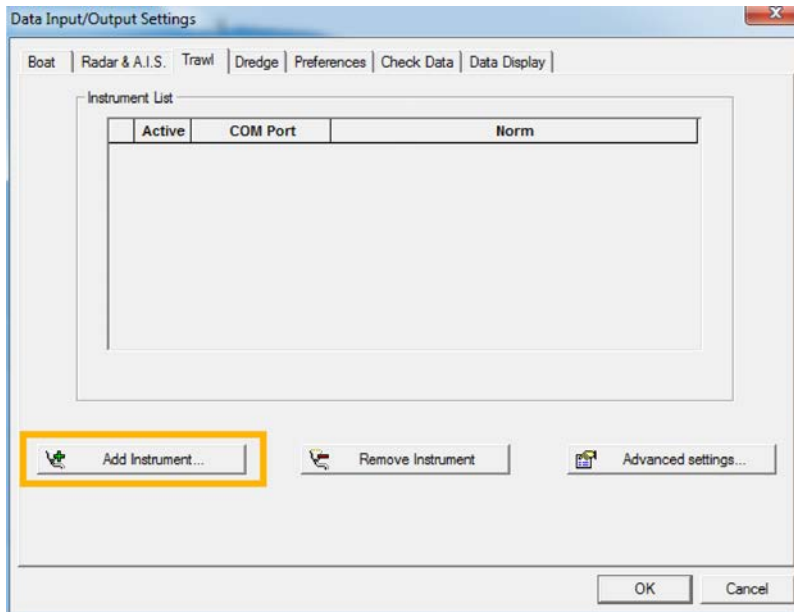 Data Input/Output Settings
Boat Radar & A.I.S. Trawl Dredge Preferences Check Data Data Display
Instrument List
Active COM Port Norm
Add Instrument... Remove Instrument Advanced settings...
OK Cancel